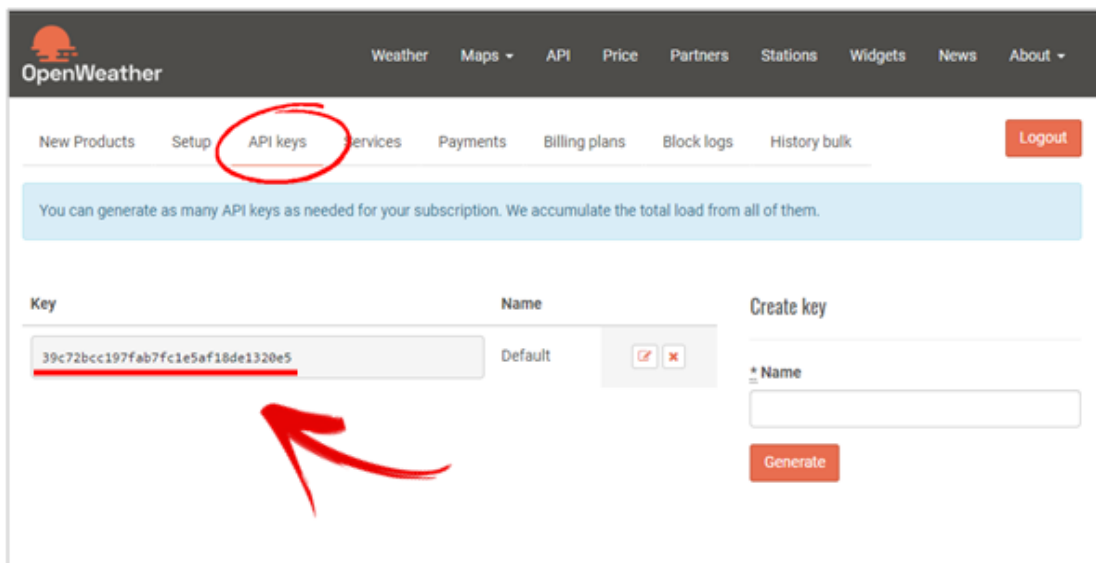 OpenWeather
Weather Maps API Price Partners Stations Widgets News About
New Products Setup API keys Services Payments Billing plans Block logs History bulk Logout
You can generate as many API keys as needed for your subscription. We accumulate the total load from all of them.
Key Name Create key
39c72bcc197fab7fc1e5af18de1320e5 Default
* Name
Generate